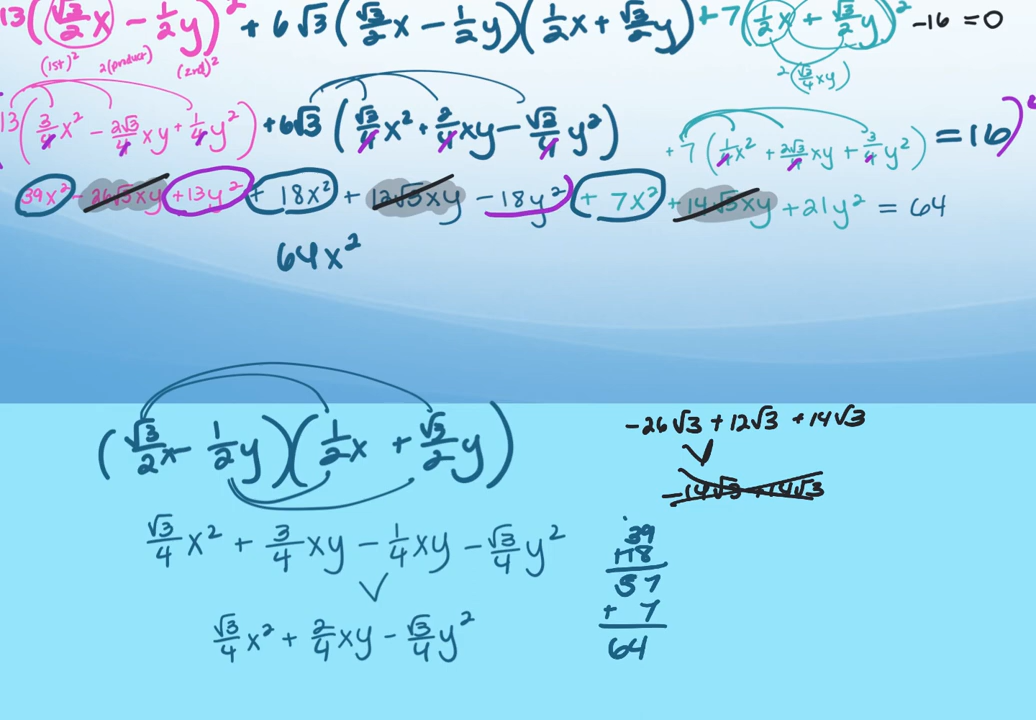 13(√3/2 x − 1/2 y)² + 6√3(√3/2 x − 1/2 y)(1/2 x + √3/2 y) + 7(1/2 x + √3/2 y)² −16 = 0
(1st)² 2(product) (2nd)² 2(√3/4 xy)
13(3/4 x² − 2√3/4 xy + 1/4 y²) + 6√3(√3/4 x² + 2/4 xy − √3/4 y²) + 7(1/4 x² + 2√3/4 xy + 3/4 y²) = 16)4
39x² − 26√3xy + 13y² + 18x² + 12√3xy − 18y² + 7x² + 14√3xy + 21y² = 64
64x²
(√3/2 x − 1/2 y)(1/2 x + √3/2 y)
√3/4 x² + 3/4 xy − 1/4 xy − √3/4 y²
√3/4 x² + 2/4 xy − √3/4 y²
−26√3 + 12√3 + 14√3
−14√3 + 14√3
39
+18
57
+ 7
64